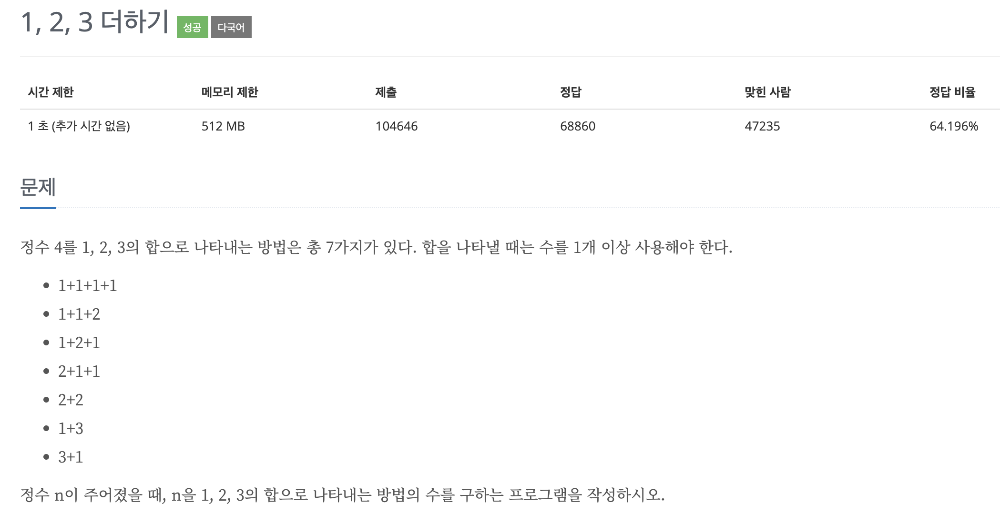 1, 2, 3 더하기 성공 다국어
시간 제한 메모리 제한 제출 정답 맞힌 사람 정답 비율
1 초 (추가 시간 없음) 512 MB 104646 68860 47235 64.196%
문제
정수 4를 1, 2, 3의 합으로 나타내는 방법은 총 7가지가 있다. 합을 나타낼 때는 수를 1개 이상 사용해야 한다.
• 1+1+1+1
• 1+1+2
• 1+2+1
• 2+1+1
• 2+2
• 1+3
• 3+1
정수 n이 주어졌을 때, n을 1, 2, 3의 합으로 나타내는 방법의 수를 구하는 프로그램을 작성하시오.